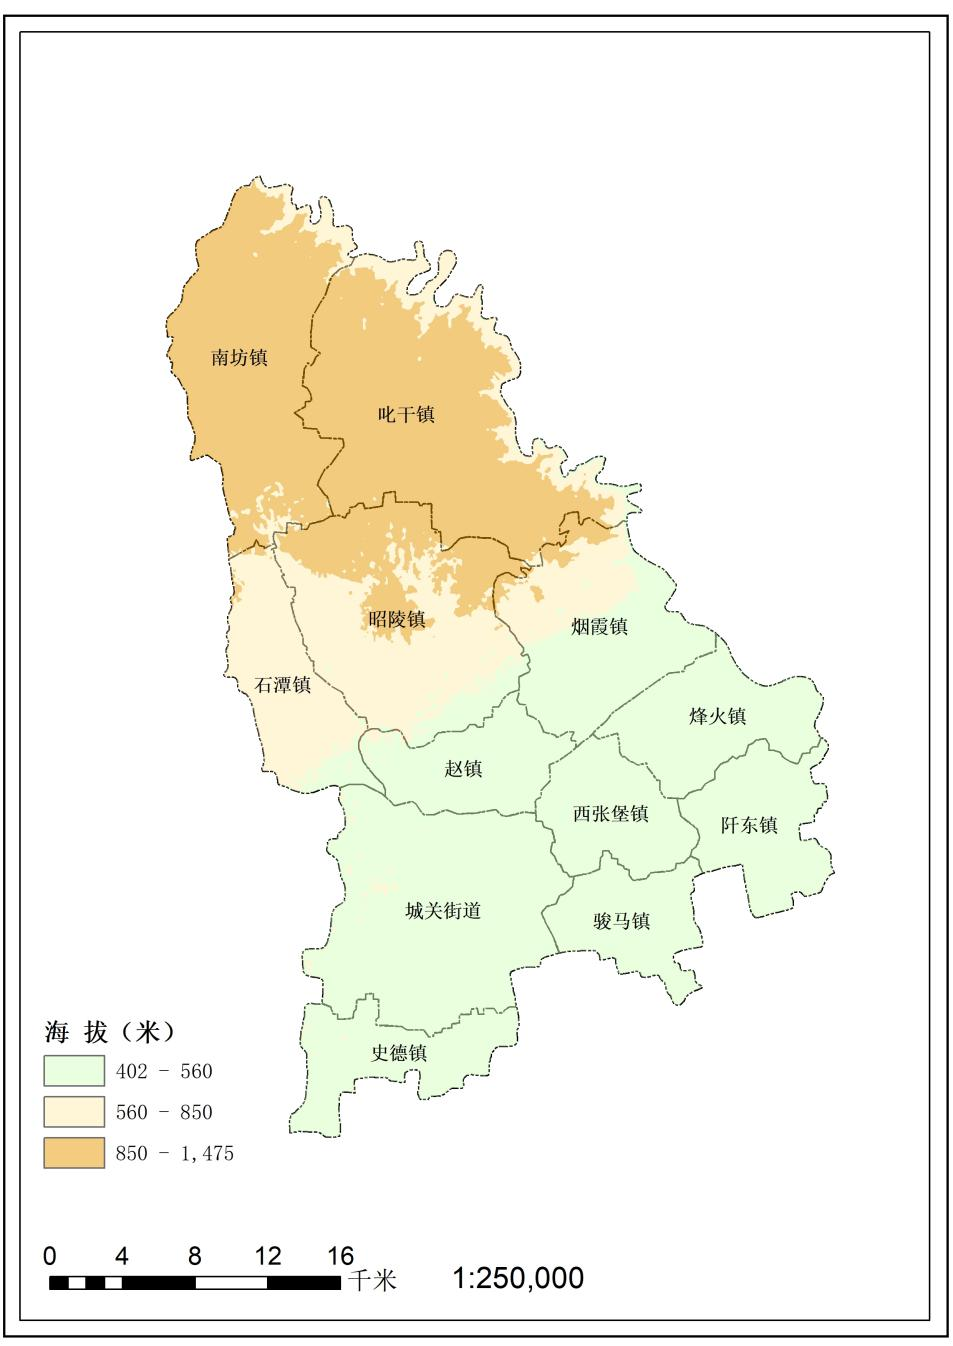 南坊镇
叱干镇
昭陵镇
烟霞镇
石潭镇
烽火镇
赵镇
西张堡镇
阡东镇
城关街道
骏马镇
史德镇
海 拔（米）
402 - 560
560 - 850
850 - 1,475
0 4 8 12 16
千米
1:250,000